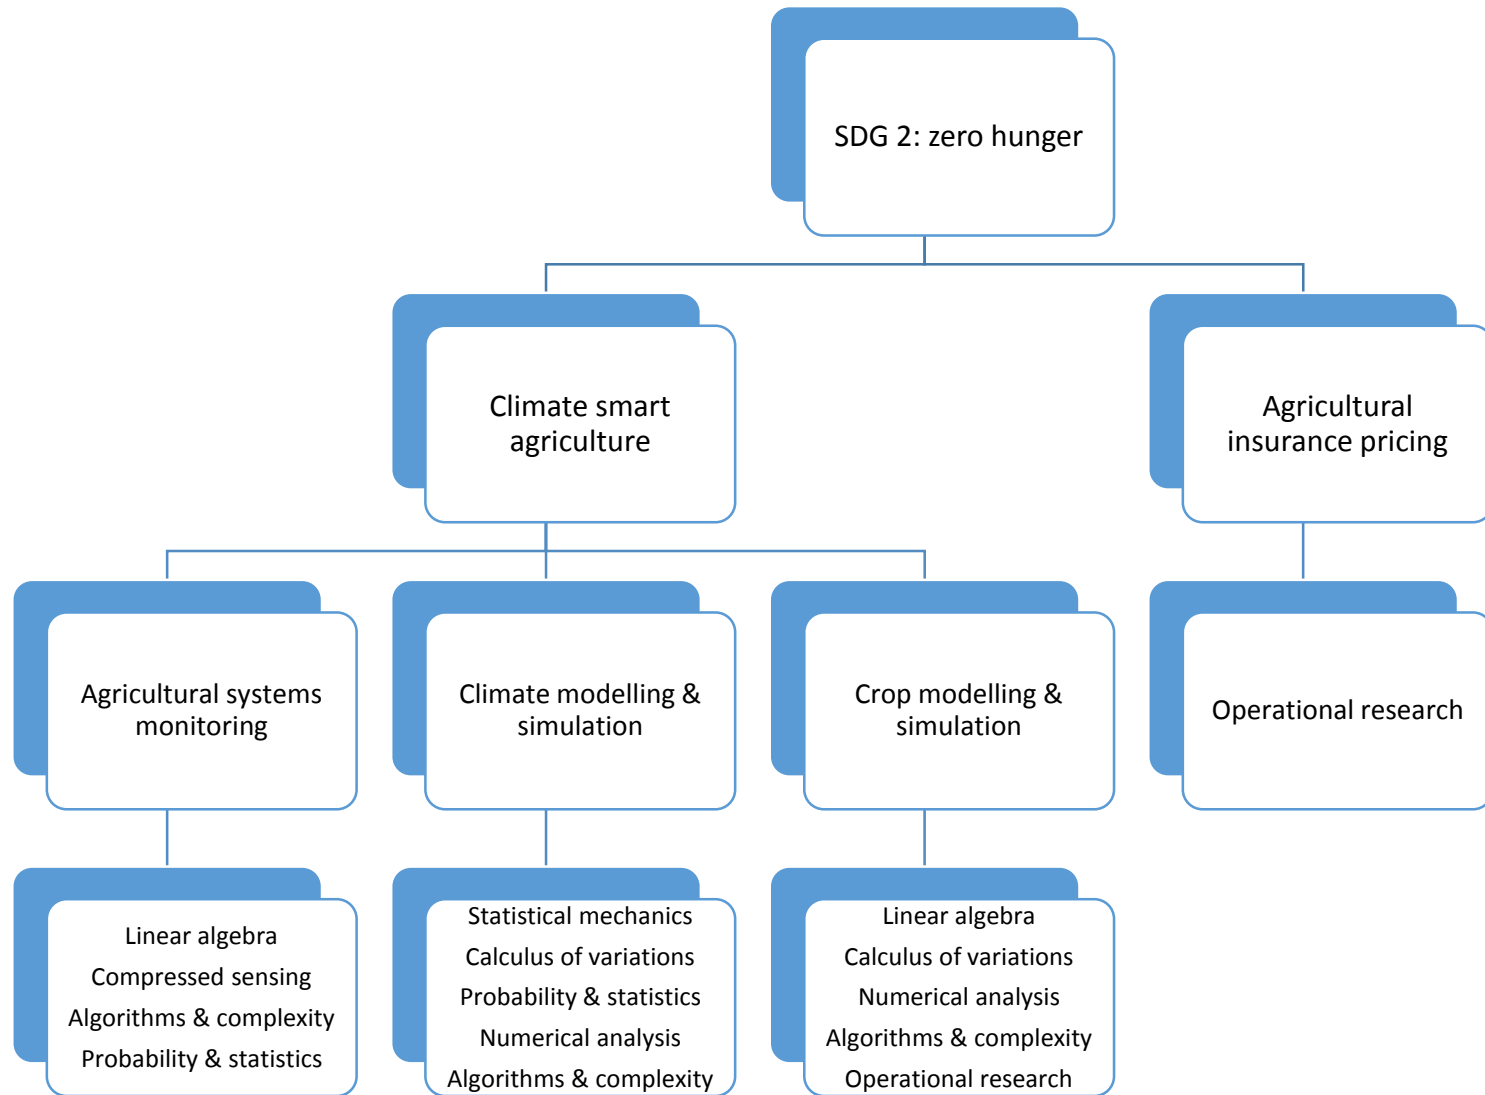 SDG 2: zero hunger
Climate smart
agriculture
Agricultural
insurance pricing
Agricultural systems
monitoring
Climate modelling &
simulation
Crop modelling &
simulation
Operational research
Linear algebra
Compressed sensing
Algorithms & complexity
Probability & statistics
Statistical mechanics
Calculus of variations
Probability & statistics
Numerical analysis
Algorithms & complexity
Linear algebra
Calculus of variations
Numerical analysis
Algorithms & complexity
Operational research